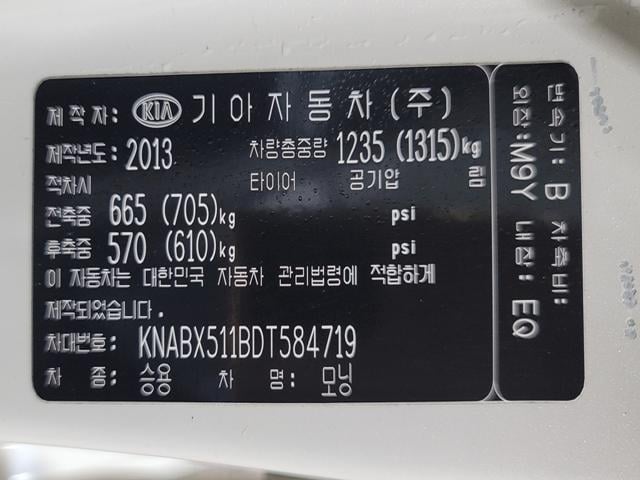 제작자: KIA 기아자동차(주)
제작년도: 2013 차량총중량 1235 (1315)kg
적차시 타이어 공기압 림
전축중 665 (705)kg psi
후축중 570 (610)kg psi
이 자동차는 대한민국 자동차 관리법령에 적합하게
제작되었습니다.
차대번호: KNABX511BDT584719
차 종: 승용 차 명: 모닝
변속기: B 차축비:
외장: M9Y 내장: EQ